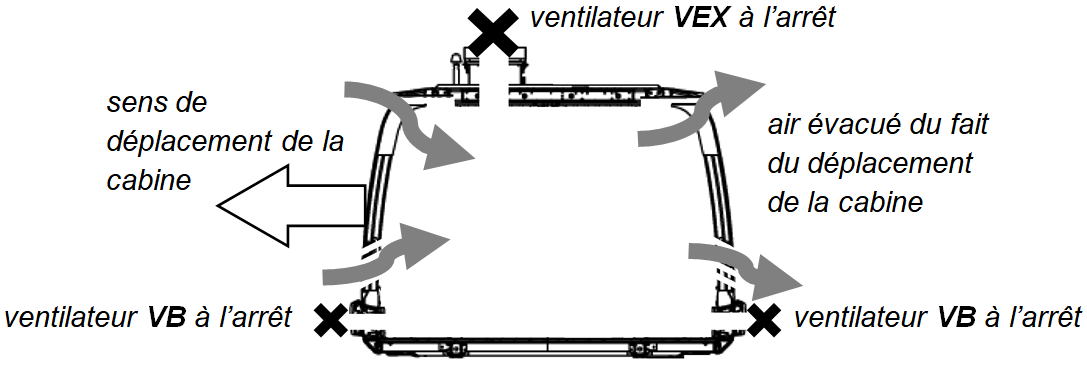 ventilateur VEX à l'arrêt
sens de
déplacement de la
cabine
air évacué du fait
du déplacement
de la cabine
ventilateur VB à l'arrêt
ventilateur VB à l'arrêt